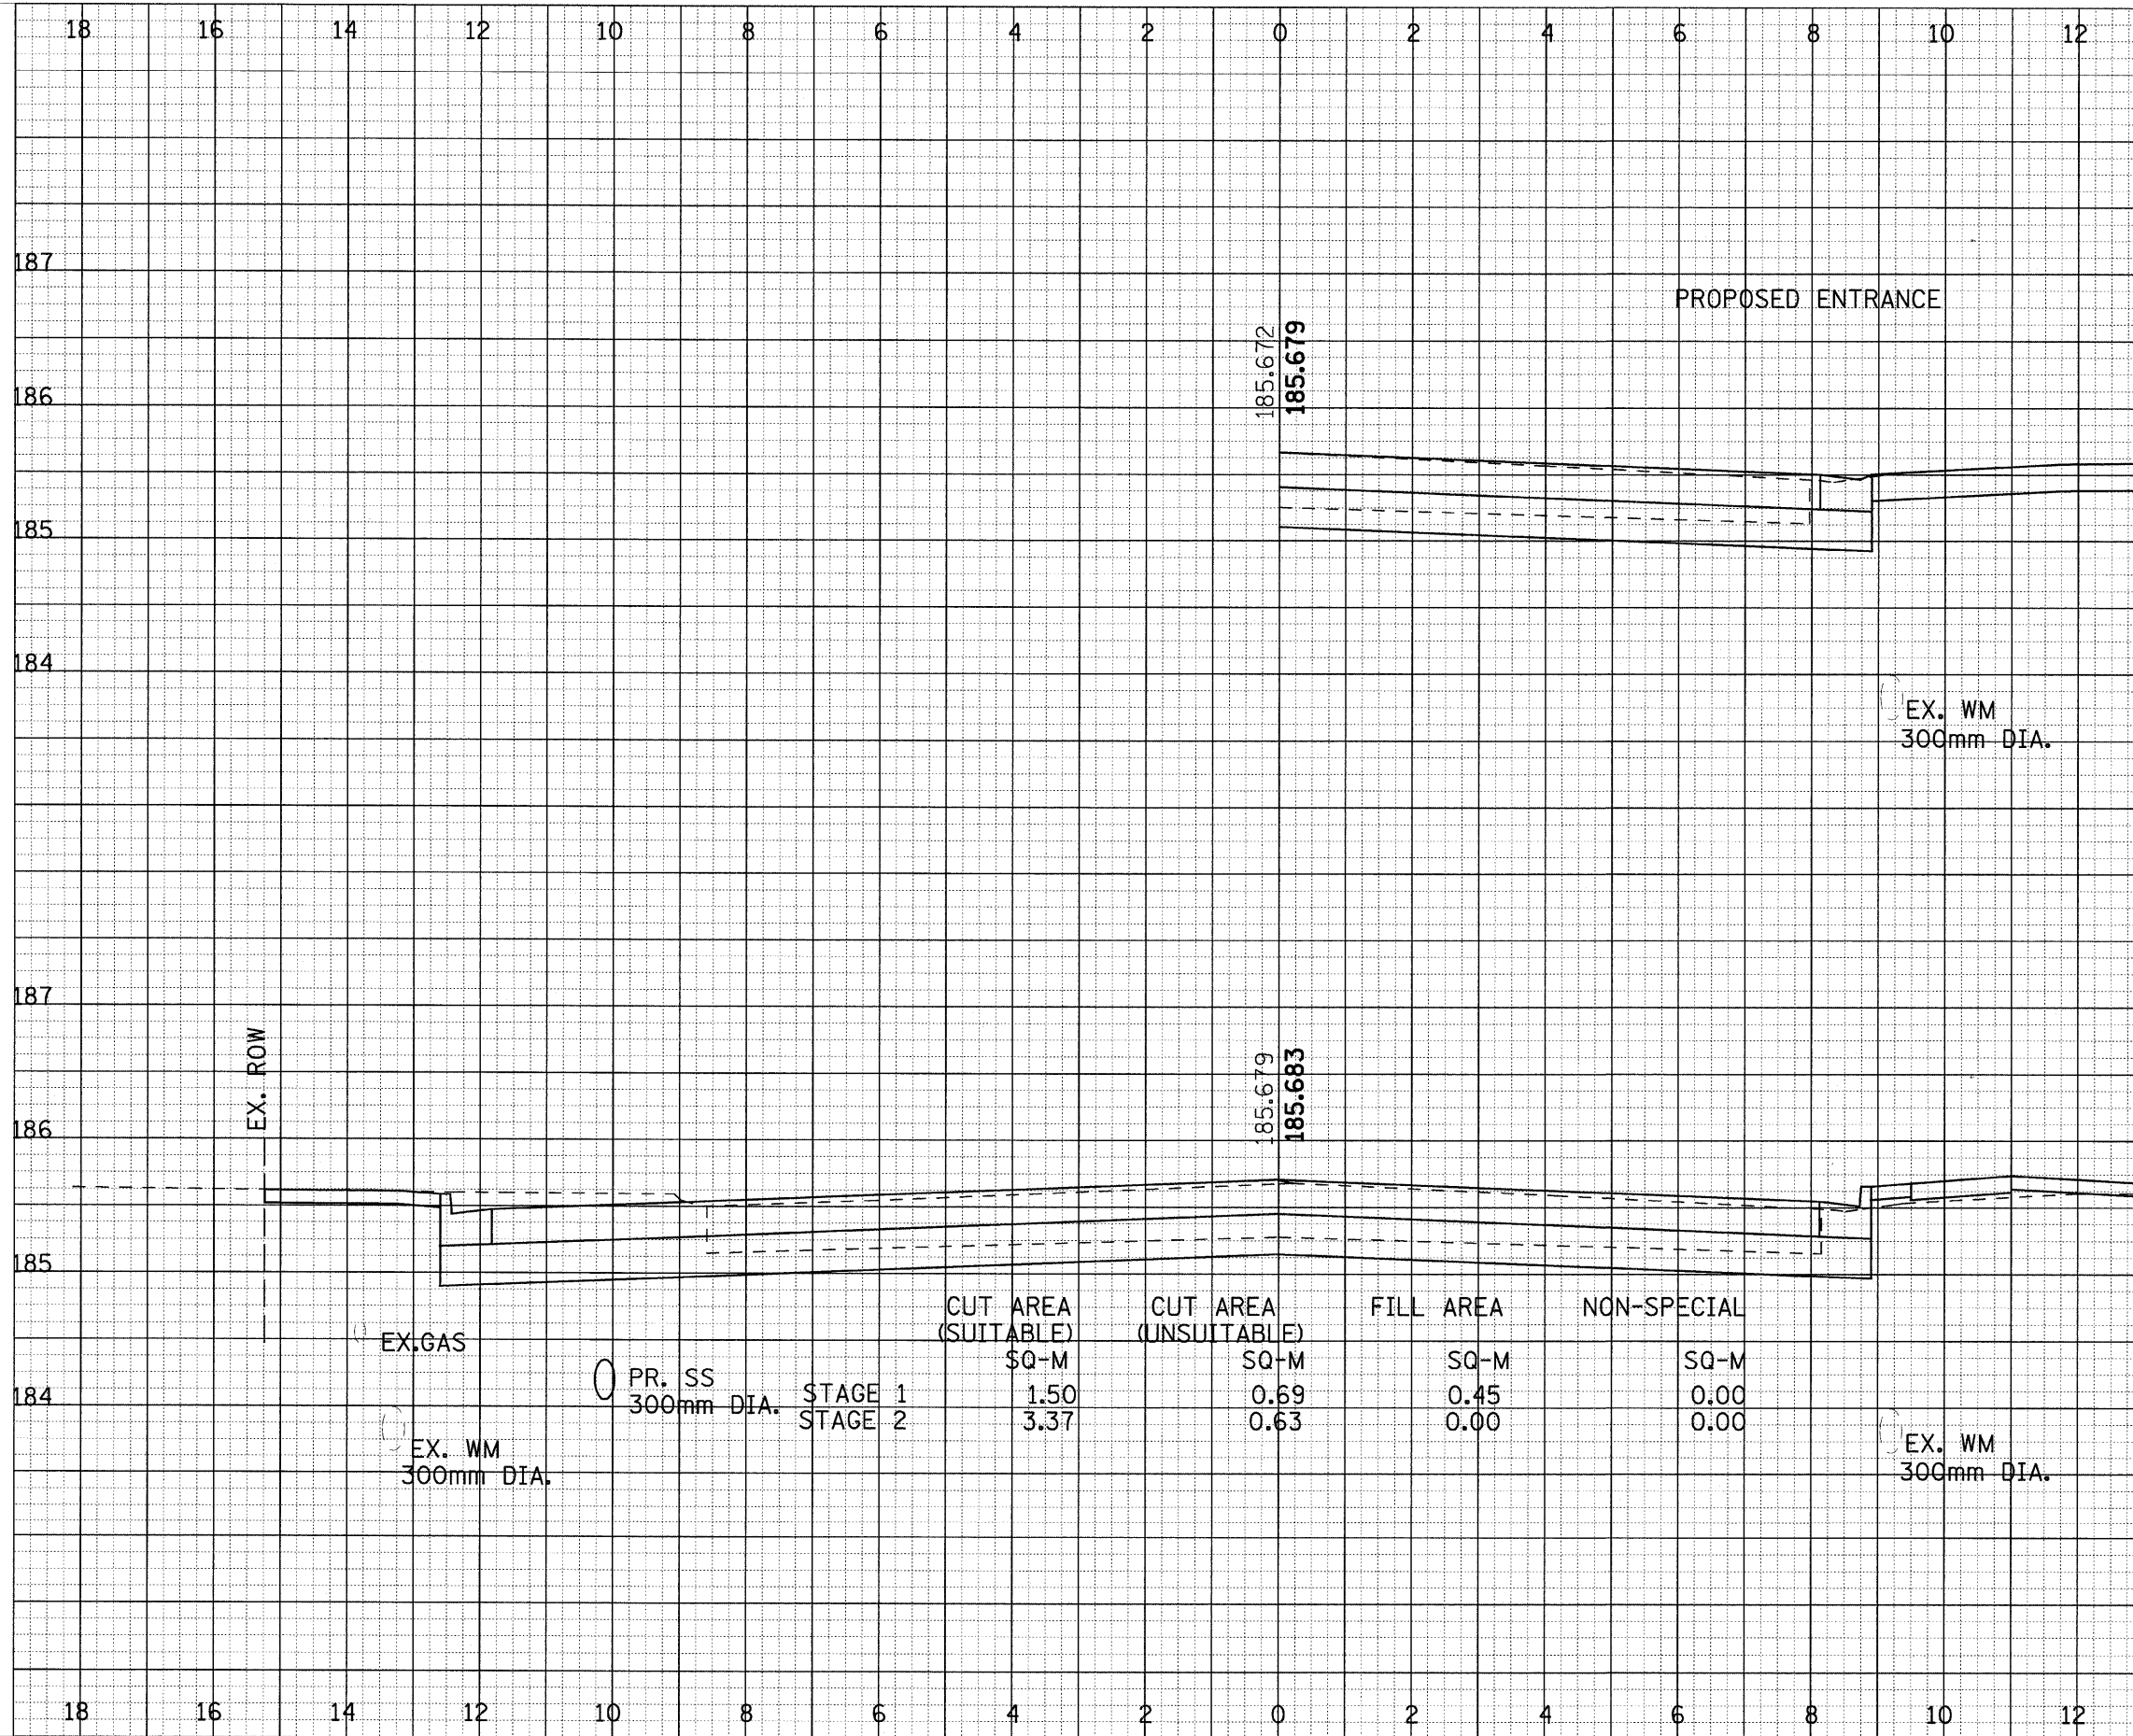 18 16 14 12 10 8 6 4 2 0 2 4 6 8 10 12
187
PROPOSED ENTRANCE
185.672
185.679
186
185
184
EX. WM
300mm DIA.
187
EX. ROW
185.679
185.683
186
185
CUT AREA CUT AREA FILL AREA NON-SPECIAL
(SUITABLE) (UNSUITABLE)
SQ-M SQ-M SQ-M SQ-M
STAGE 1 1.50 0.69 0.45 0.00
STAGE 2 3.37 0.63 0.00 0.00
EX.GAS
PR. SS
300mm DIA.
184
EX. WM
300mm DIA.
EX. WM
300mm DIA.
18 16 14 12 10 8 6 4 2 0 2 4 6 8 10 12